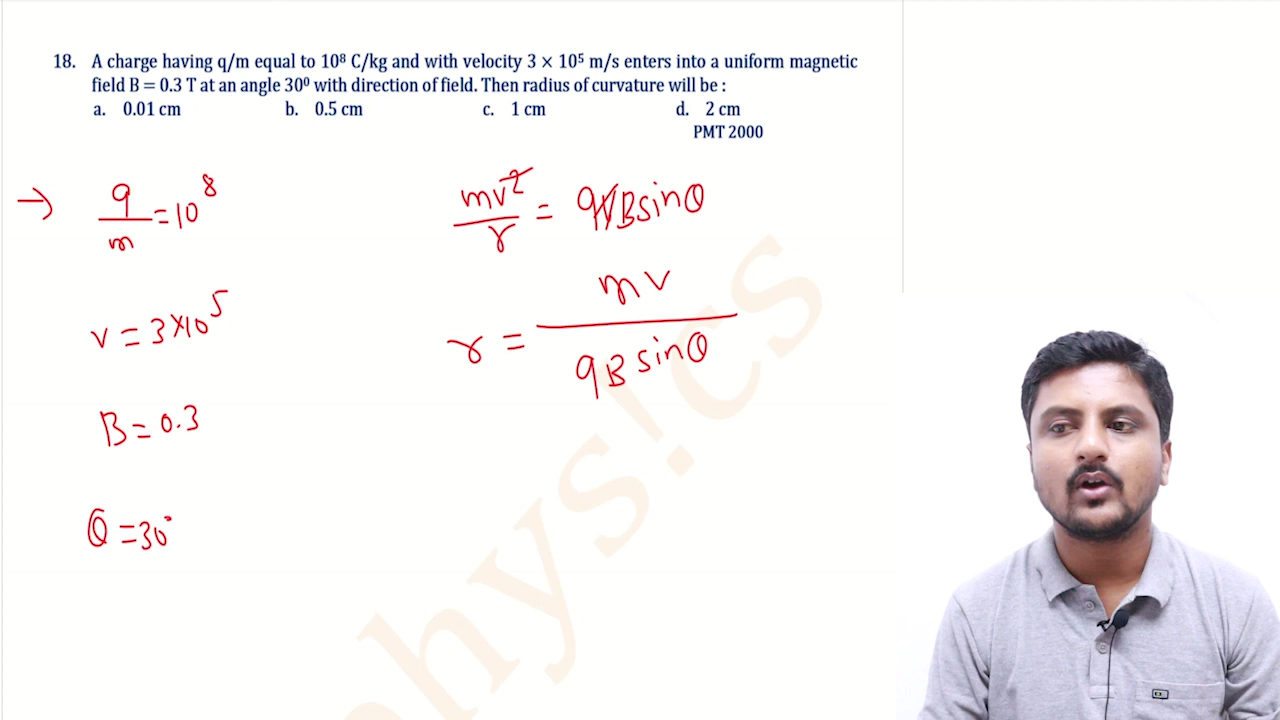 18. A charge having q/m equal to 10⁸ C/kg and with velocity 3 × 10⁵ m/s enters into a uniform magnetic
field B = 0.3 T at an angle 30⁰ with direction of field. Then radius of curvature will be :
a. 0.01 cm b. 0.5 cm c. 1 cm d. 2 cm
PMT 2000
→ q/m = 10⁸
v = 3×10⁵
B = 0.3
θ = 30°
mv²/r = qvB sinθ
r = mv / qB sinθ
phys!cs